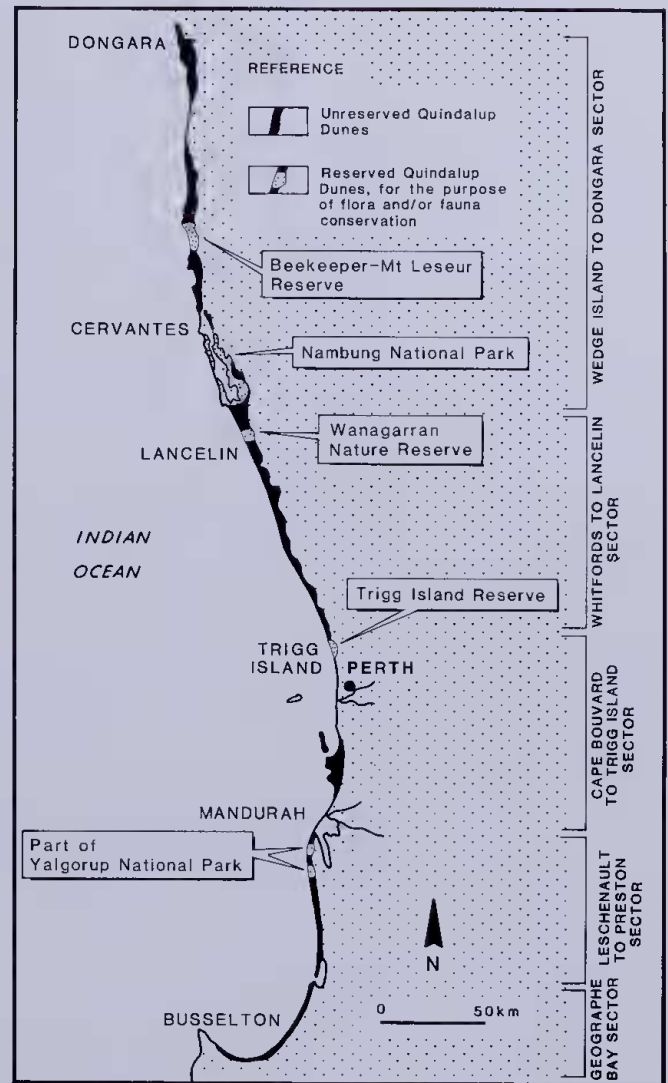 DONGARA
REFERENCE
Unreserved Quindalup
Dunes
Reserved Quindalup
Dunes, for the purpose
of flora and/or fauna
conservation
Beekeeper-Mt Leseur
Reserve
CERVANTES
Nambung National Park
Wanagarran
Nature Reserve
LANCELIN
INDIAN
OCEAN
Trigg Island Reserve
TRIGG
ISLAND
PERTH
MANDURAH
Part of
Yalgorup National Park
N
0 50km
BUSSELTON
WEDGE ISLAND TO DONGARA SECTOR
WHITFORDS TO LANCELIN
SECTOR
CAPE BOUVARD
TO TRIGG ISLAND
SECTOR
LESCHENAULT
TO PRESTON
SECTOR
GEOGRAPHE
BAY SECTOR